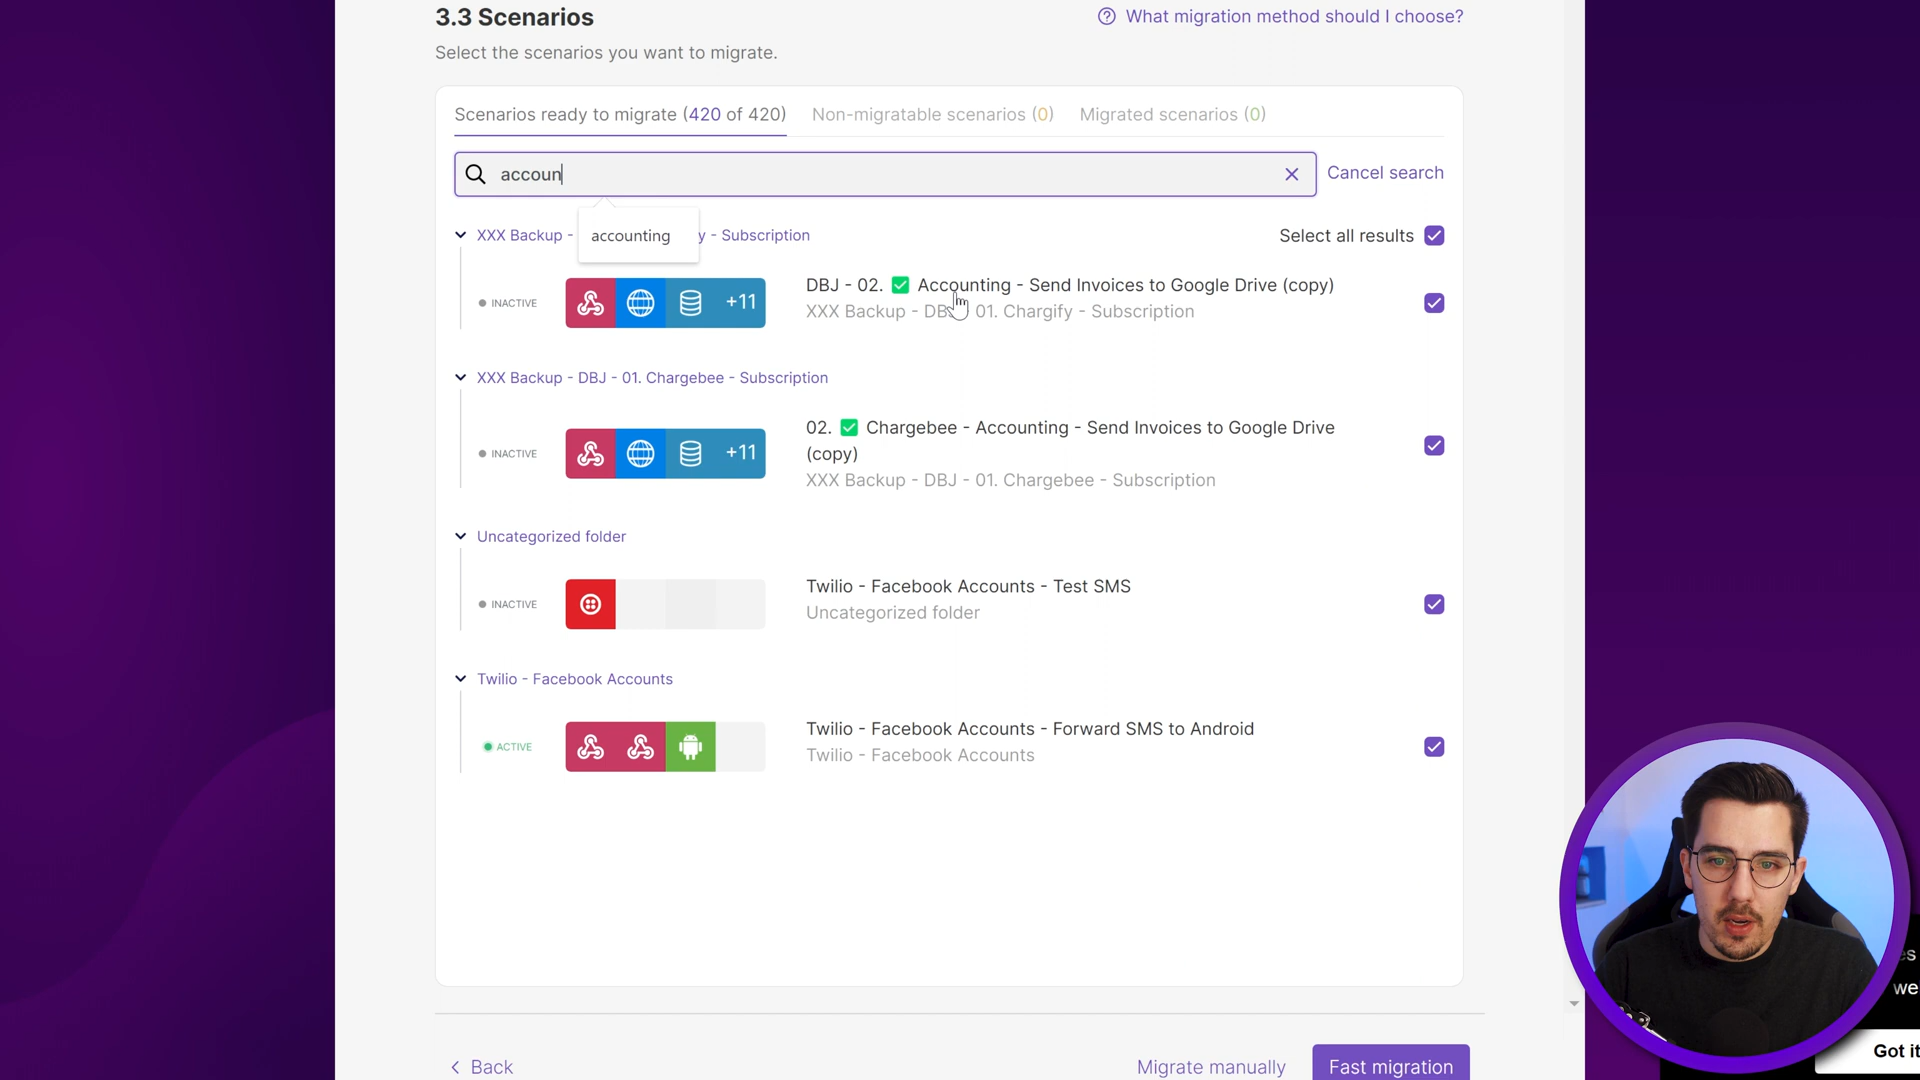 3.3 Scenarios
What migration method should I choose?
Select the scenarios you want to migrate.
Scenarios ready to migrate (420 of 420)
Non-migratable scenarios (0)
Migrated scenarios (0)
accoun
Cancel search
accounting
XXX Backup - y - Subscription
Select all results
INACTIVE
+11
DBJ - 02. ✅ Accounting - Send Invoices to Google Drive (copy)
XXX Backup - DBJ 01. Chargify - Subscription
XXX Backup - DBJ - 01. Chargebee - Subscription
INACTIVE
+11
02. ✅ Chargebee - Accounting - Send Invoices to Google Drive
(copy)
XXX Backup - DBJ - 01. Chargebee - Subscription
Uncategorized folder
INACTIVE
Twilio - Facebook Accounts - Test SMS
Uncategorized folder
Twilio - Facebook Accounts
ACTIVE
Twilio - Facebook Accounts - Forward SMS to Android
Twilio - Facebook Accounts
we
Got it
Back
Migrate manually
Fast migration